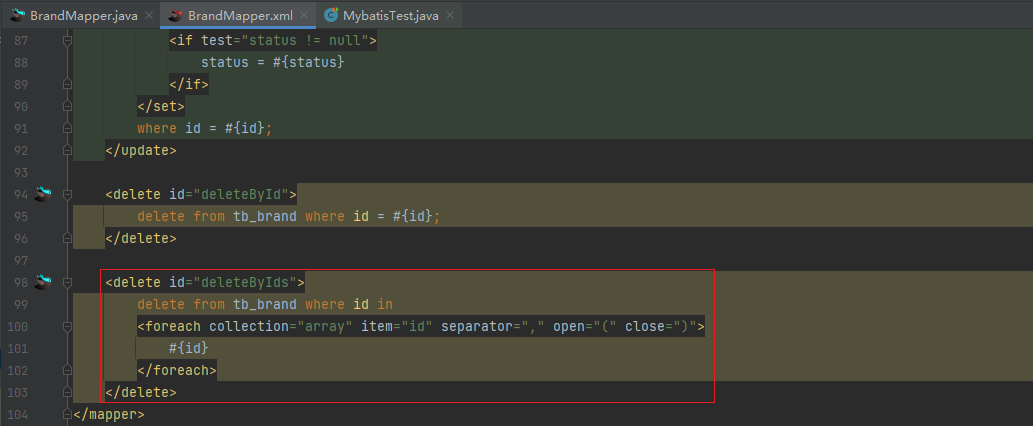 BrandMapper.java × BrandMapper.xml × MybatisTest.java ×
87 <if test="status != null">
88 status = #{status}
89 </if>
90 </set>
91 where id = #{id};
92 </update>
93
94 <delete id="deleteById">
95 delete from tb_brand where id = #{id};
96 </delete>
97
98 <delete id="deleteByIds">
99 delete from tb_brand where id in
100 <foreach collection="array" item="id" separator="," open="(" close=")">
101 #{id}
102 </foreach>
103 </delete>
104 </mapper>